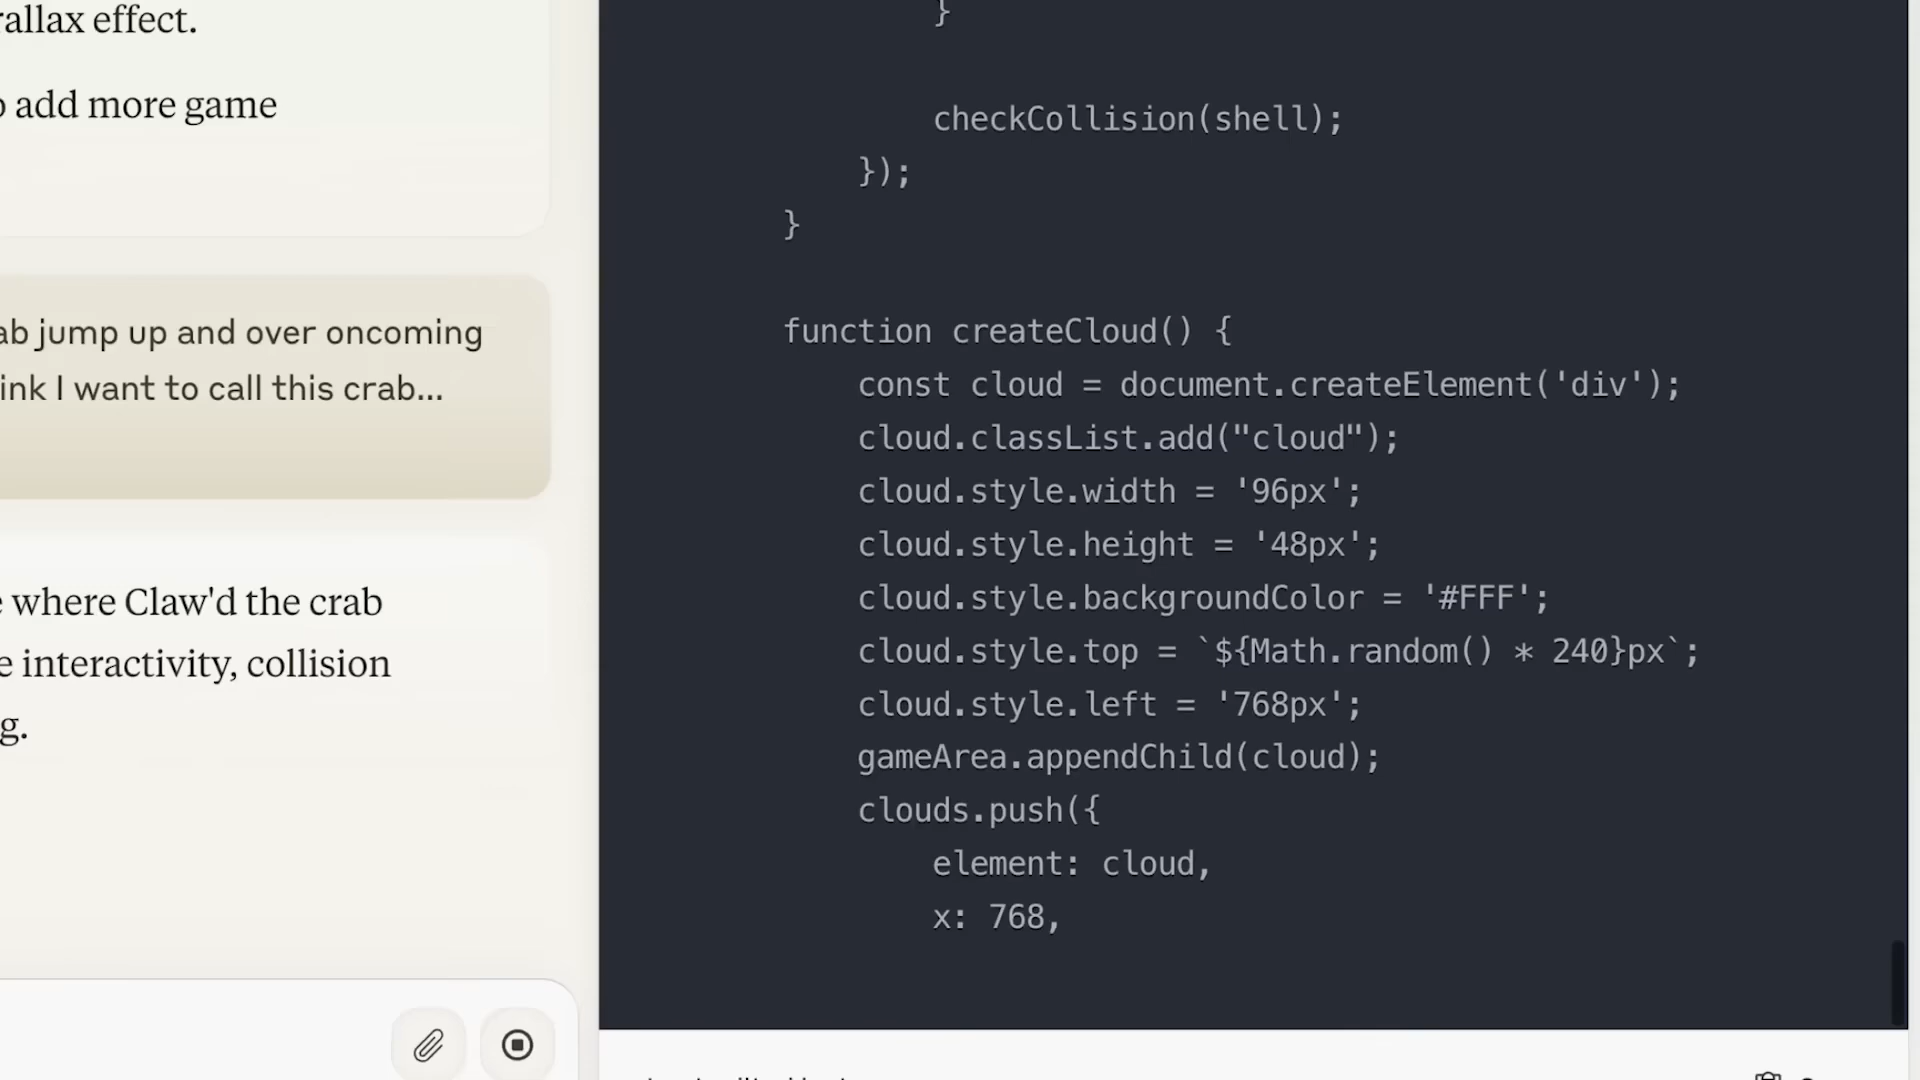 effect.
add more game
jump up and over oncoming
I want to call this crab...
where Claw'd the crab
interactivity, collision
}
checkCollision(shell);
});
}
function createCloud() {
const cloud = document.createElement('div');
cloud.classList.add("cloud");
cloud.style.width = '96px';
cloud.style.height = '48px';
cloud.style.backgroundColor = '#FFF';
cloud.style.top = `${Math.random() * 240}px`;
cloud.style.left = '768px';
gameArea.appendChild(cloud);
clouds.push({
element: cloud,
x: 768,